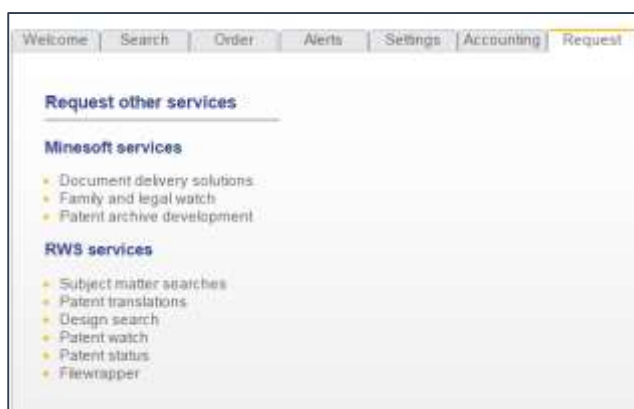 Welcome Search Order Alerts Settings Accounting Request
Request other services
Minesoft services
Document delivery solutions
Family and legal watch
Patent archive development
RWS services
Subject matter searches
Patent translations
Design search
Patent watch
Patent status
Filewrapper